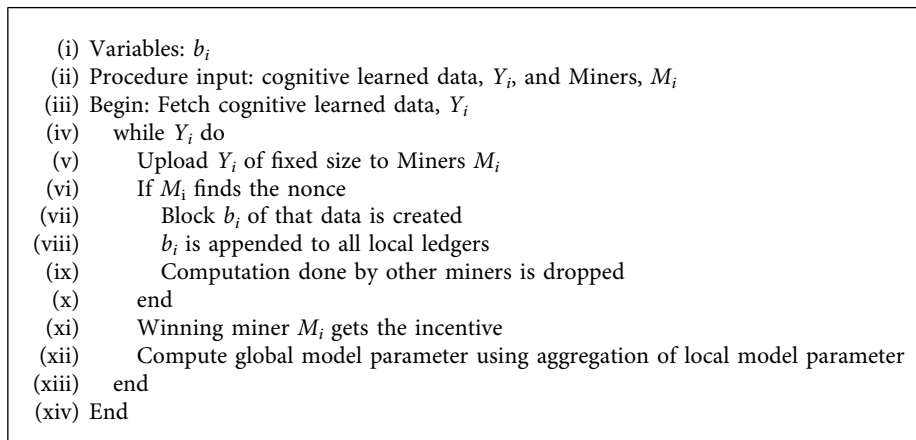 (i) Variables: b_i
(ii) Procedure input: cognitive learned data, Y_i, and Miners, M_i
(iii) Begin: Fetch cognitive learned data, Y_i
(iv) while Y_i do
(v) Upload Y_i of fixed size to Miners M_i
(vi) If M_i finds the nonce
(vii) Block b_i of that data is created
(viii) b_i is appended to all local ledgers
(ix) Computation done by other miners is dropped
(x) end
(xi) Winning miner M_i gets the incentive
(xii) Compute global model parameter using aggregation of local model parameter
(xiii) end
(xiv) End